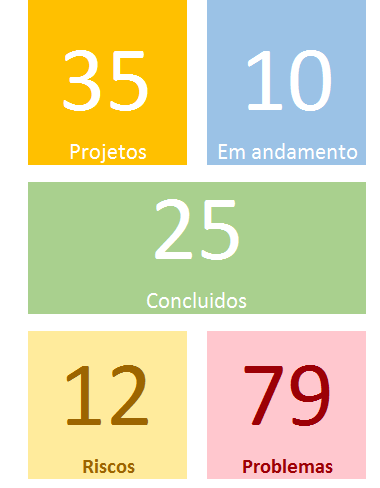 35
Projetos
10
Em andamento
25
Concluidos
12
Riscos
79
Problemas